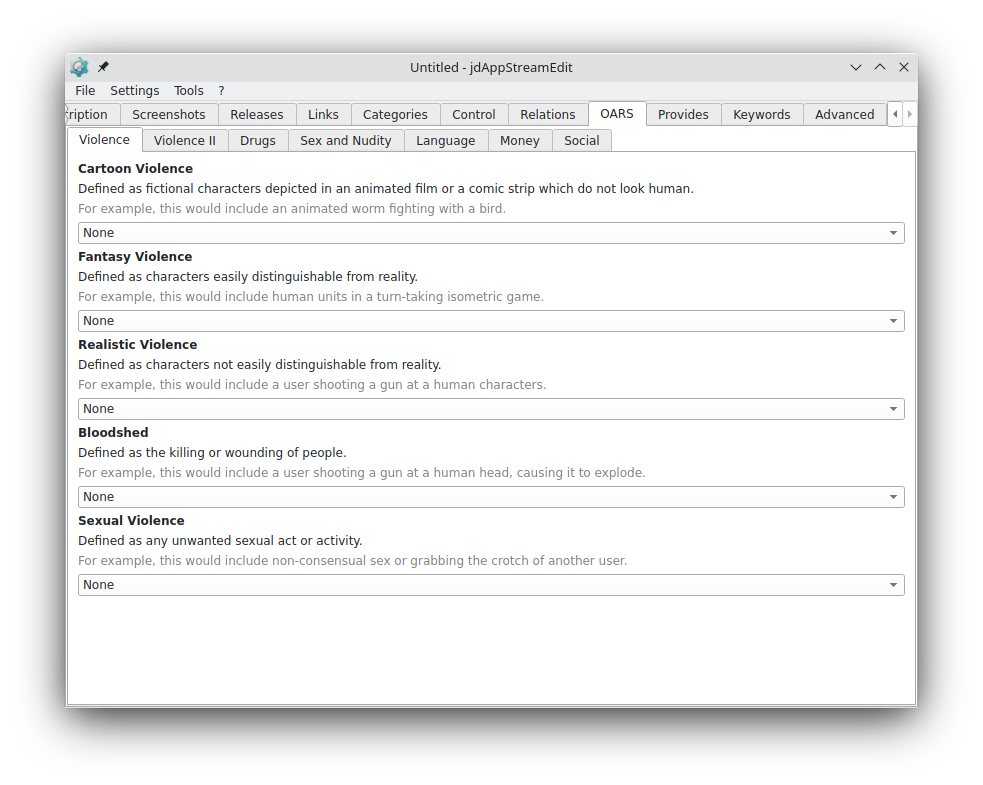 Untitled - jdAppStreamEdit
File Settings Tools ?
ription Screenshots Releases Links Categories Control Relations OARS Provides Keywords Advanced
Violence Violence II Drugs Sex and Nudity Language Money Social
Cartoon Violence
Defined as fictional characters depicted in an animated film or a comic strip which do not look human.
For example, this would include an animated worm fighting with a bird.
None
Fantasy Violence
Defined as characters easily distinguishable from reality.
For example, this would include human units in a turn-taking isometric game.
None
Realistic Violence
Defined as characters not easily distinguishable from reality.
For example, this would include a user shooting a gun at a human characters.
None
Bloodshed
Defined as the killing or wounding of people.
For example, this would include a user shooting a gun at a human head, causing it to explode.
None
Sexual Violence
Defined as any unwanted sexual act or activity.
For example, this would include non-consensual sex or grabbing the crotch of another user.
None